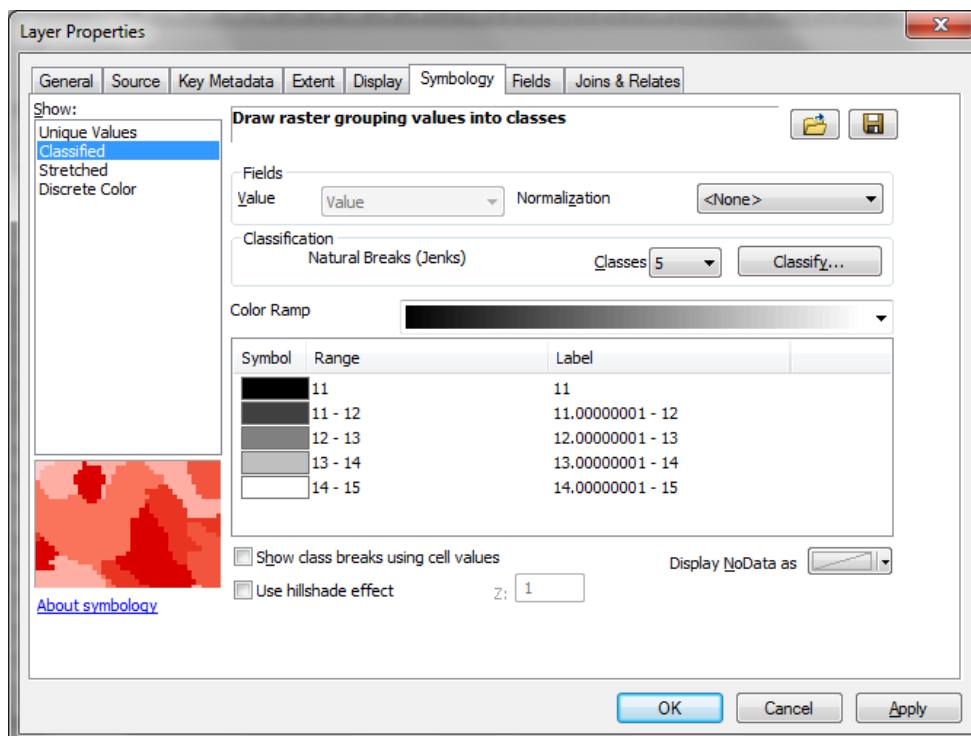 Layer Properties
General Source Key Metadata Extent Display Symbology Fields Joins & Relates
Show:
Unique Values
Classified
Stretched
Discrete Color
About symbology
Draw raster grouping values into classes
Fields
Value Value Normalization <None>
Classification
Natural Breaks (Jenks) Classes 5 Classify...
Color Ramp
Symbol Range Label
11 11
11 - 12 11.00000001 - 12
12 - 13 12.00000001 - 13
13 - 14 13.00000001 - 14
14 - 15 14.00000001 - 15
Show class breaks using cell values Display NoData as
Use hillshade effect Z: 1
OK Cancel Apply